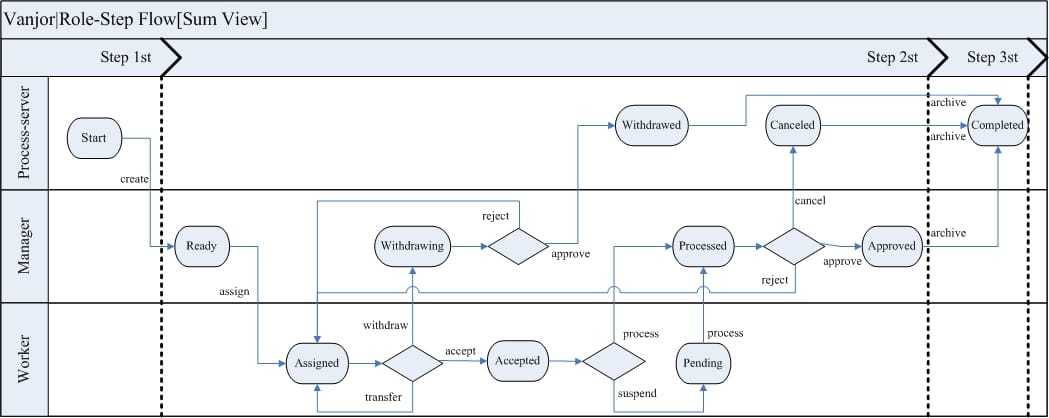 Vanjor|Role-Step Flow[Sum View]
Step 1st
Step 2st
Step 3st
Process-server
Start
create
Withdrawed
Canceled
Completed
archive
archive
Manager
Ready
assign
Withdrawing
reject
approve
Processed
cancel
reject
approve
Approved
archive
Worker
Assigned
withdraw
transfer
accept
Accepted
process
suspend
process
Pending